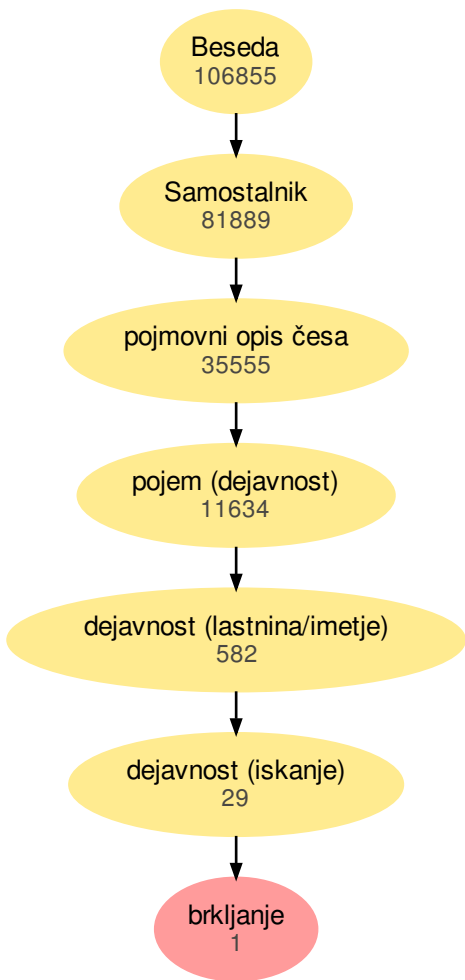 Beseda
106855
Samostalnik
81889
pojmovni opis česa
35555
pojem (dejavnost)
11634
dejavnost (lastnina/imetje)
582
dejavnost (iskanje)
29
brkljanje
1